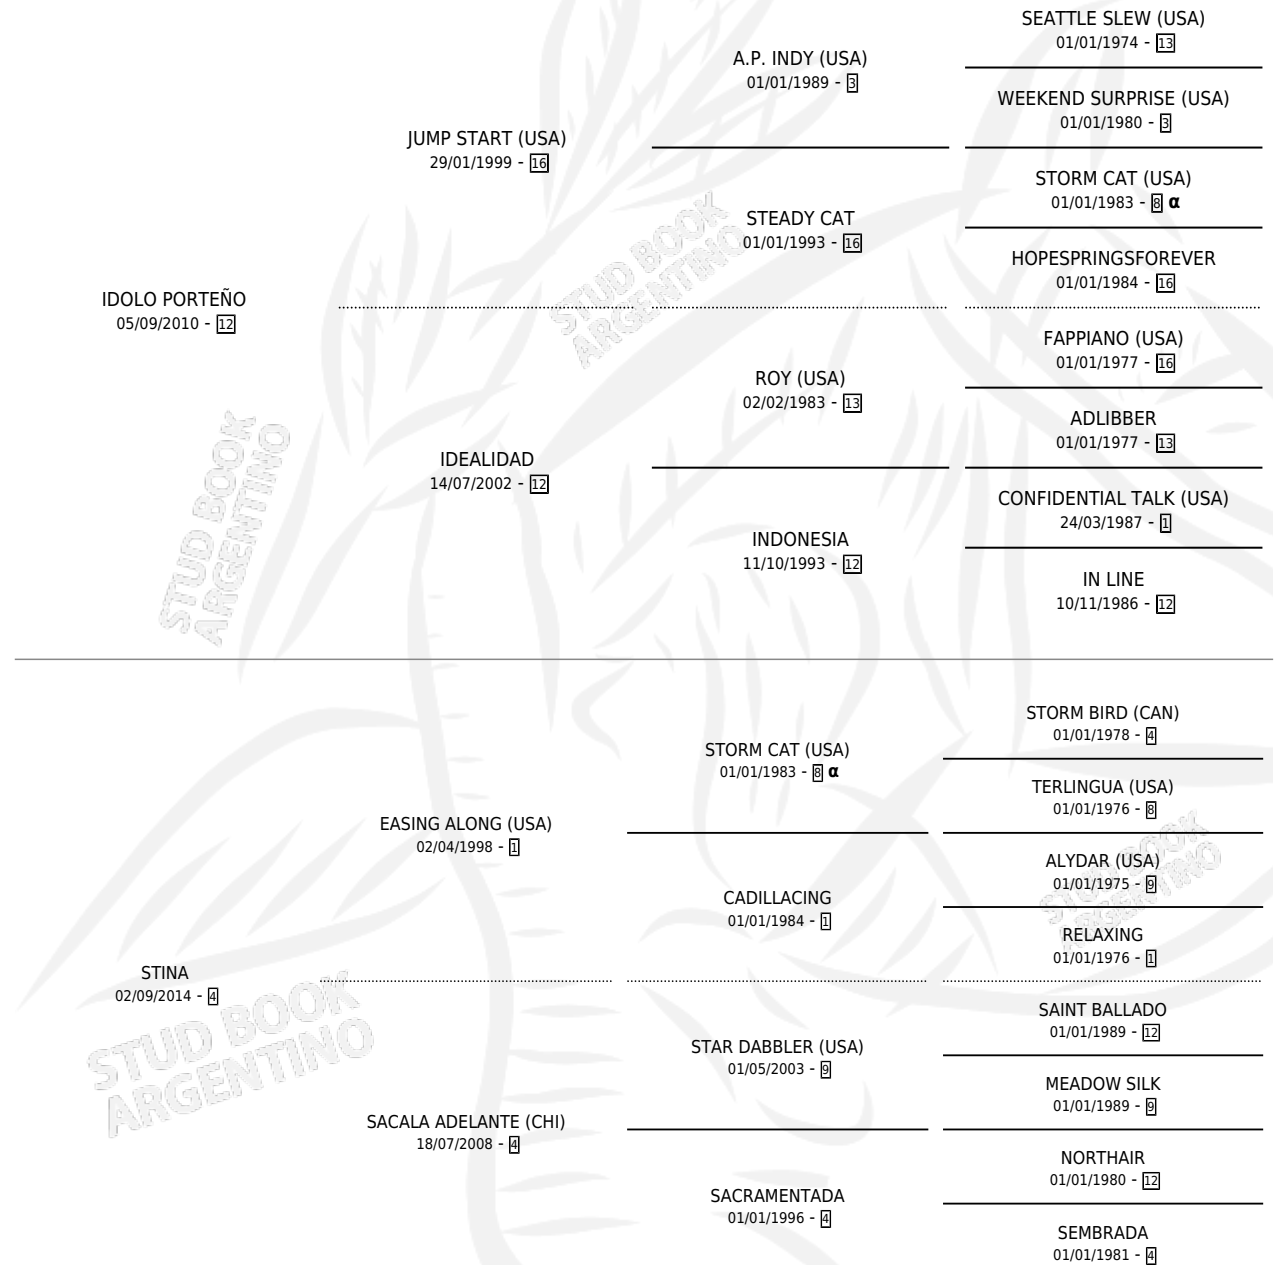 SEATTLE SLEW (USA)
01/01/1974 - 13
A.P. INDY (USA)
01/01/1989 - 3
WEEKEND SURPRISE (USA)
01/01/1980 - 3
JUMP START (USA)
29/01/1999 - 16
STORM CAT (USA)
01/01/1983 - 8 α
STEADY CAT
01/01/1993 - 16
HOPESPRINGSFOREVER
01/01/1984 - 16
IDOLO PORTEÑO
05/09/2010 - 12
FAPPIANO (USA)
01/01/1977 - 16
ROY (USA)
02/02/1983 - 13
ADLIBBER
01/01/1977 - 13
IDEALIDAD
14/07/2002 - 12
CONFIDENTIAL TALK (USA)
24/03/1987 - 1
INDONESIA
11/10/1993 - 12
IN LINE
10/11/1986 - 12
STORM BIRD (CAN)
01/01/1978 - 4
STORM CAT (USA)
01/01/1983 - 8 α
TERLINGUA (USA)
01/01/1976 - 8
EASING ALONG (USA)
02/04/1998 - 1
ALYDAR (USA)
01/01/1975 - 9
CADILLACING
01/01/1984 - 1
RELAXING
01/01/1976 - 1
STINA
02/09/2014 - 4
SAINT BALLADO
01/01/1989 - 12
STAR DABBLER (USA)
01/05/2003 - 9
MEADOW SILK
01/01/1989 - 9
SACALA ADELANTE (CHI)
18/07/2008 - 4
NORTHAIR
01/01/1980 - 12
SACRAMENTADA
01/01/1996 - 4
SEMBRADA
01/01/1981 - 4
STUD BOOK
ARGENTINO
STUD BOOK
ARGENTINO
STUD BOOK
ARGENTINO
STUD BOOK
ARGENTINO